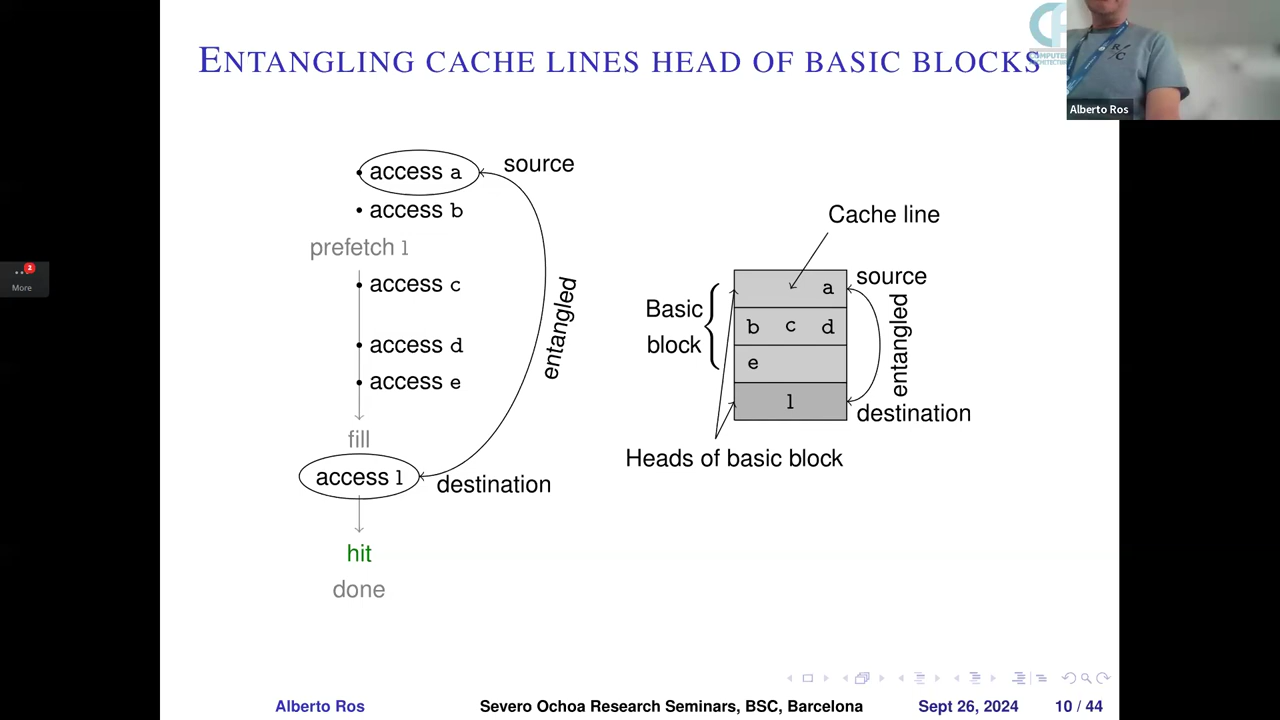 ENTANGLING CACHE LINES HEAD OF BASIC BLOCKS
R/
/C
Alberto Ros
access a
source
access b
prefetch l
access c
access d
access e
entangled
fill
access l
destination
hit
done
Cache line
a
source
Basic
block
b c d
e
entangled
l
destination
Heads of basic block
2
More
Alberto Ros
Severo Ochoa Research Seminars, BSC, Barcelona
Sept 26, 2024
10 / 44